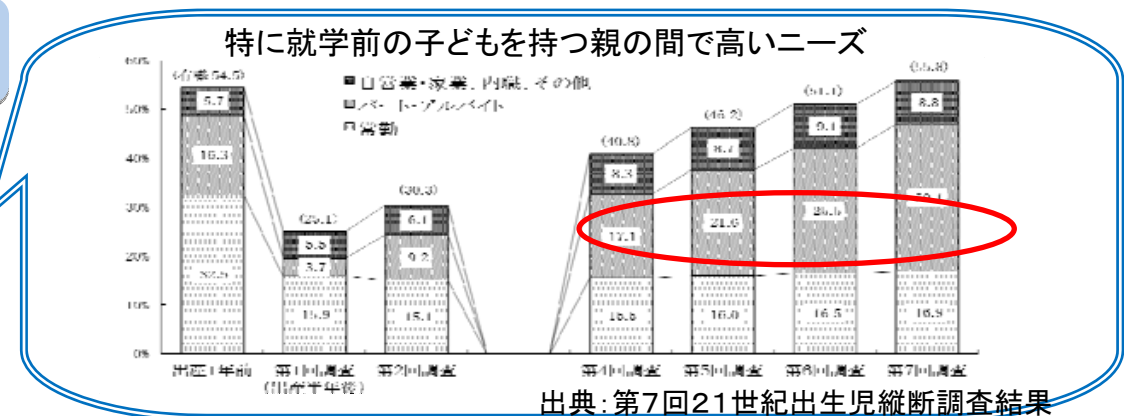 特に就学前の子どもを持つ親の間で高いニーズ
60%
50%
40%
30%
20%
10%
0%
(有職54.5)
5.7
16.3
(25.1)
3.7
15.9
(30.3)
6.1
9.2
15.1
(40.8)
8.3
17.1
(46.2)
8.7
21.6
16.0
(51.1)
9.1
25.5
16.5
(55.8)
8.8
16.9
■自営業・家業、内職、その他
パート・アルバイト
常勤
出産1年前
第1回調査
(出産半年後)
第2回調査
第4回調査
第5回調査
第6回調査
第7回調査
出典:第7回21世紀出生児縦断調査結果